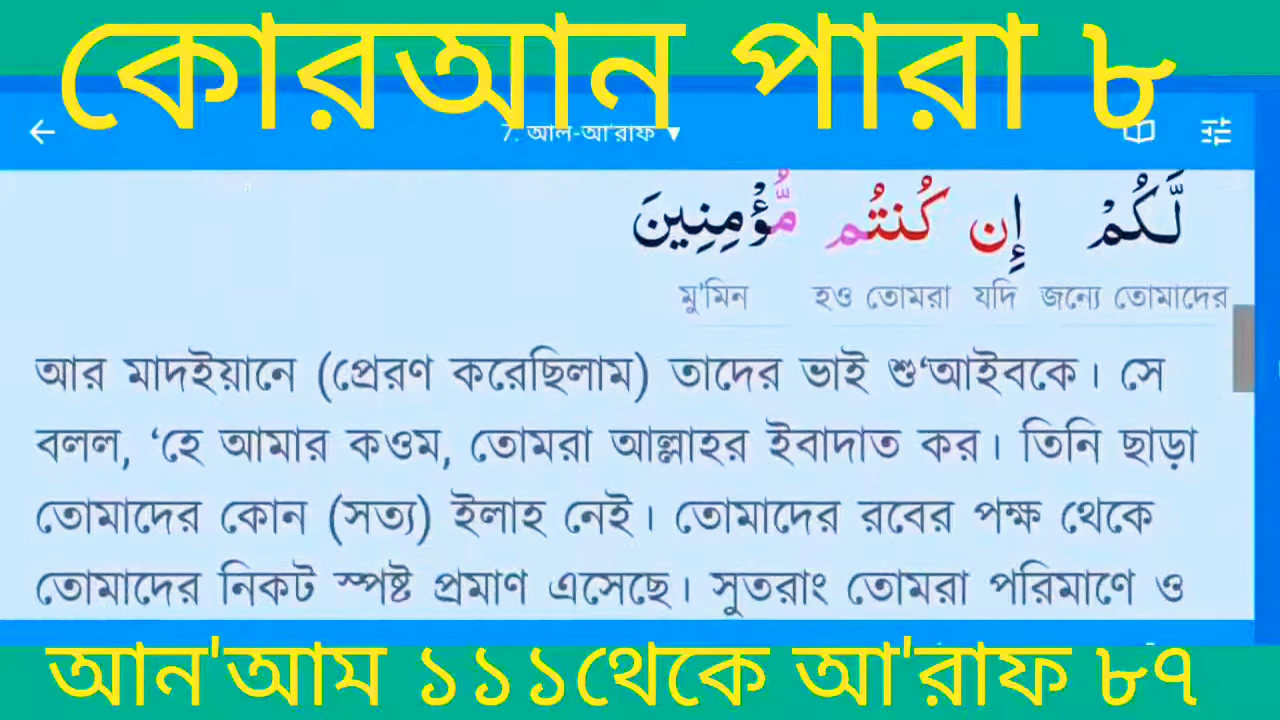 কোরআন পারা ৮
7. আল-আ'রাফ ▼
لَّكُمْ إِن كُنتُم مُّؤْمِنِينَ
মু'মিন হও তোমরা যদি জন্যে তোমাদের
আর মাদইয়ানে (প্রেরণ করেছিলাম) তাদের ভাই শু‘আইবকে। সে
বলল, ‘হে আমার কওম, তোমরা আল্লাহর ইবাদাত কর। তিনি ছাড়া
তোমাদের কোন (সত্য) ইলাহ নেই। তোমাদের রবের পক্ষ থেকে
তোমাদের নিকট স্পষ্ট প্রমাণ এসেছে। সুতরাং তোমরা পরিমাণে ও
আন'আম ১১১থেকে আ'রাফ ৮৭